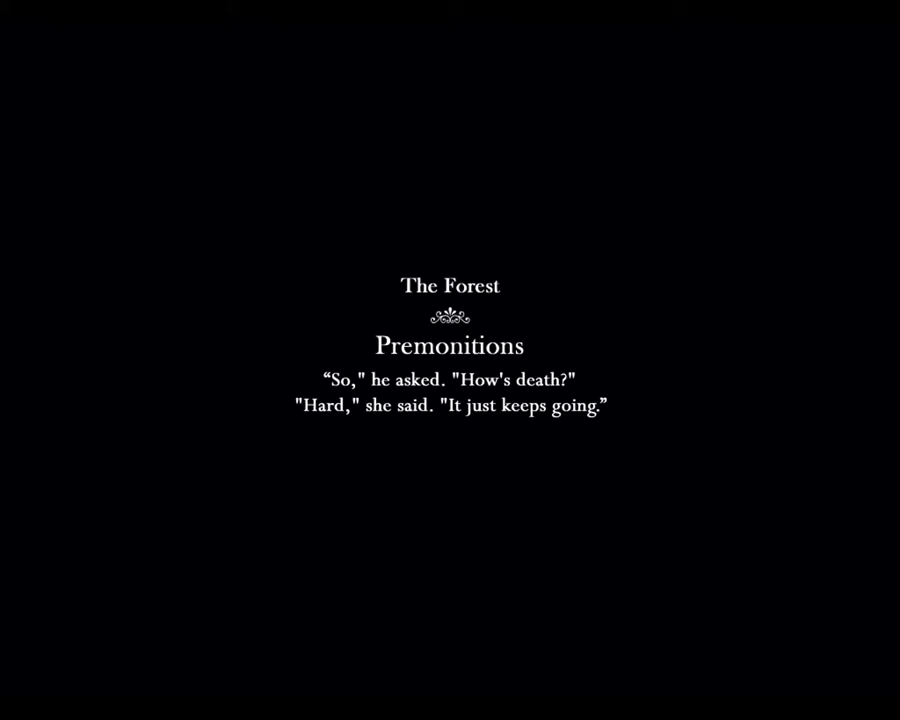 The Forest
Premonitions
“So," he asked. "How's death?"
"Hard," she said. "It just keeps going.”